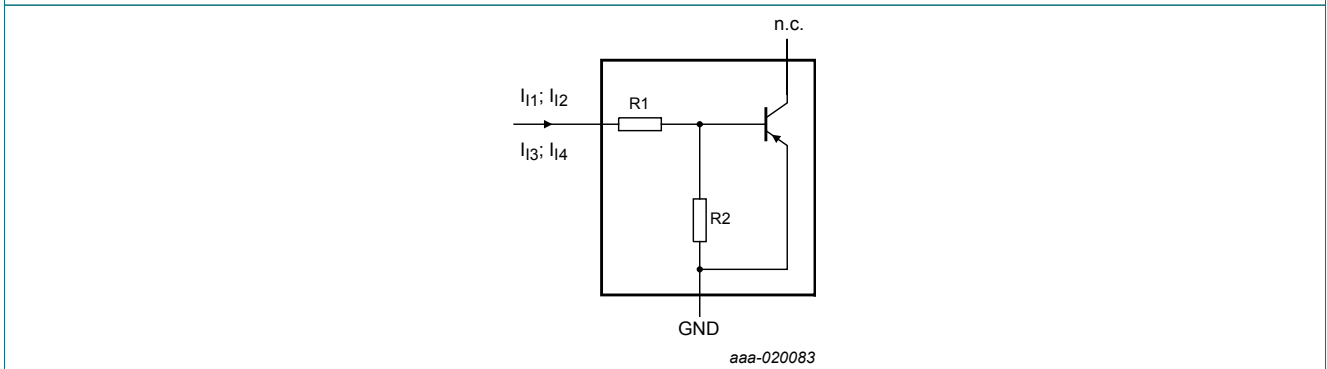 n.c.
II1; II2
R1
II3; II4
R2
GND
aaa-020083